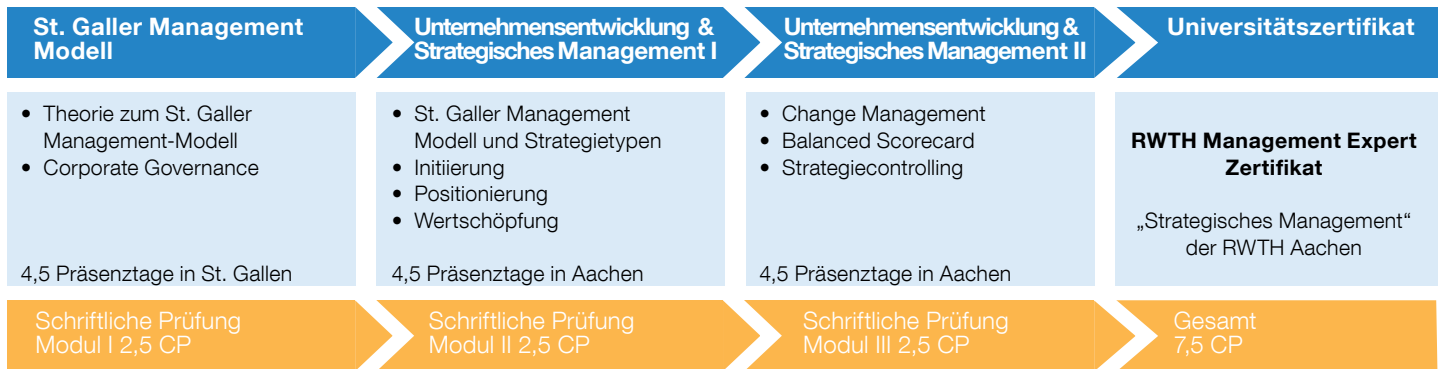 St. Galler Management
Modell
Unternehmensentwicklung &
Strategisches Management I
Unternehmensentwicklung &
Strategisches Management II
Universitätszertifikat
• Theorie zum St. Galler
Management-Modell
• Corporate Governance
4,5 Präsenztage in St. Gallen
• St. Galler Management
Modell und Strategietypen
• Initiierung
• Positionierung
• Wertschöpfung
4,5 Präsenztage in Aachen
• Change Management
• Balanced Scorecard
• Strategiecontrolling
4,5 Präsenztage in Aachen
RWTH Management Expert
Zertifikat
„Strategisches Management“
der RWTH Aachen
Schriftliche Prüfung
Modul I 2,5 CP
Schriftliche Prüfung
Modul II 2,5 CP
Schriftliche Prüfung
Modul III 2,5 CP
Gesamt
7,5 CP